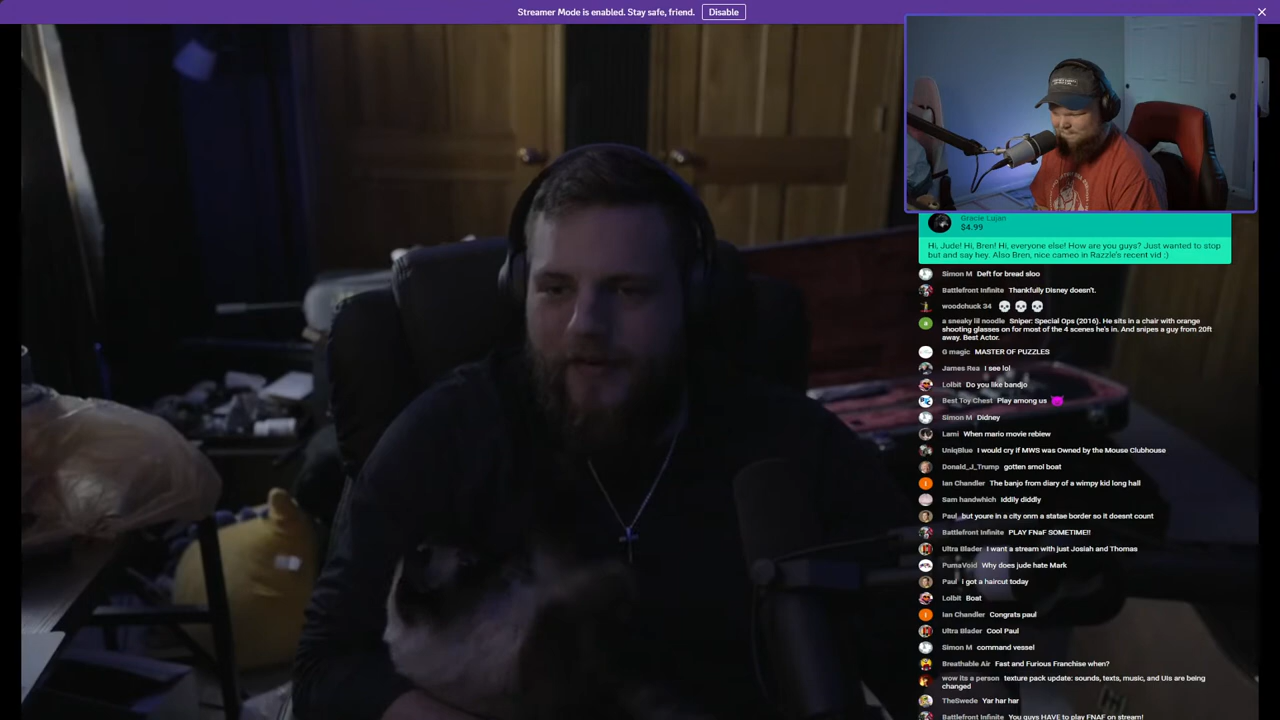 Streamer Mode is enabled. Stay safe, friend. Disable
Gracie Lujan
$4.99
Hi, Jude! Hi, Bren! Hi, everyone else! How are you guys? Just wanted to stop
but and say hey. Also Bren, nice cameo in Razzle's recent vid :)
Simon M Deft for bread sloo
Battlefront Infinite Thankfully Disney doesn't.
woodchuck 34 💀 💀 💀
a sneaky lil noodle Sniper: Special Ops (2016). He sits in a chair with orange
shooting glasses on for most of the 4 scenes he's in. And snipes a guy from 20ft
away. Best Actor.
G magic MASTER OF PUZZLES
James Rea I see lol
Lolbit Do you like bandjo
Best Toy Chest Play among us 😈
Simon M Didney
Lami When mario movie rebiew
UniqBlue I would cry if MWS was Owned by the Mouse Clubhouse
Donald_J_Trump gotten smol boat
Ian Chandler The banjo from diary of a wimpy kid long hall
Sam handwhich Iddily diddly
Paul but youre in a city onm a statae border so it doesnt count
Battlefront Infinite PLAY FNaF SOMETIME!!
Ultra Blader I want a stream with just Josiah and Thomas
PumaVoid Why does jude hate Mark
Paul i got a haircut today
Lolbit Boat
Ian Chandler Congrats paul
Ultra Blader Cool Paul
Simon M command vessel
Breathable Air Fast and Furious Franchise when?
wow its a person texture pack update: sounds, texts, music, and UIs are being
changed
TheSwede Yar har har
Battlefront Infinite You guys HAVE to play FNAF on stream!